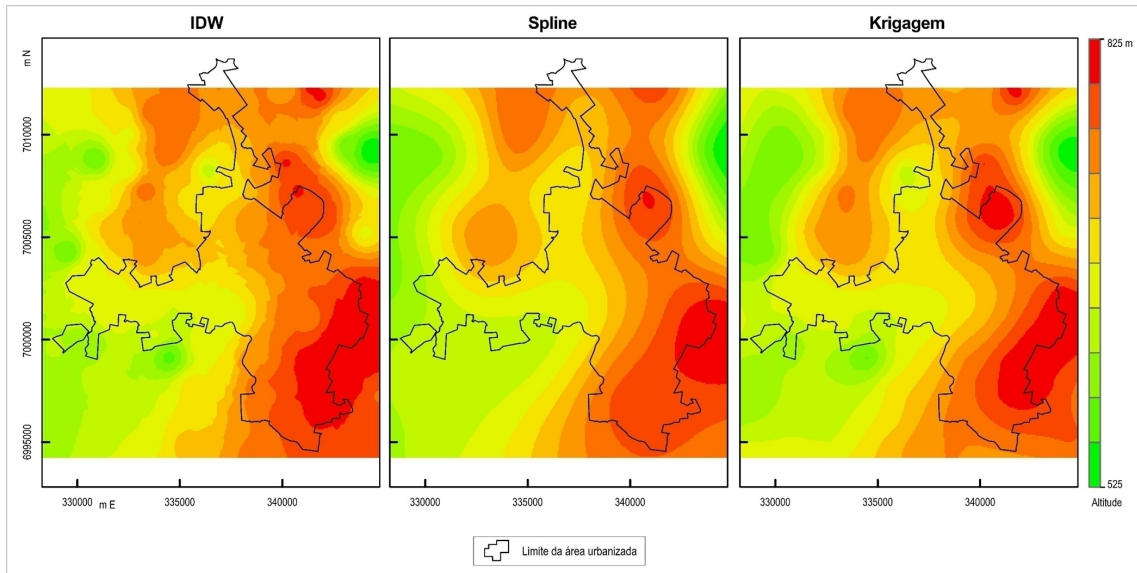 IDW
Spline
Krigagem
m N
7010000
7005000
7000000
6995000
330000
m E
335000
340000
330000
335000
340000
330000
335000
340000
825 m
525
Altitude
Limite da área urbanizada